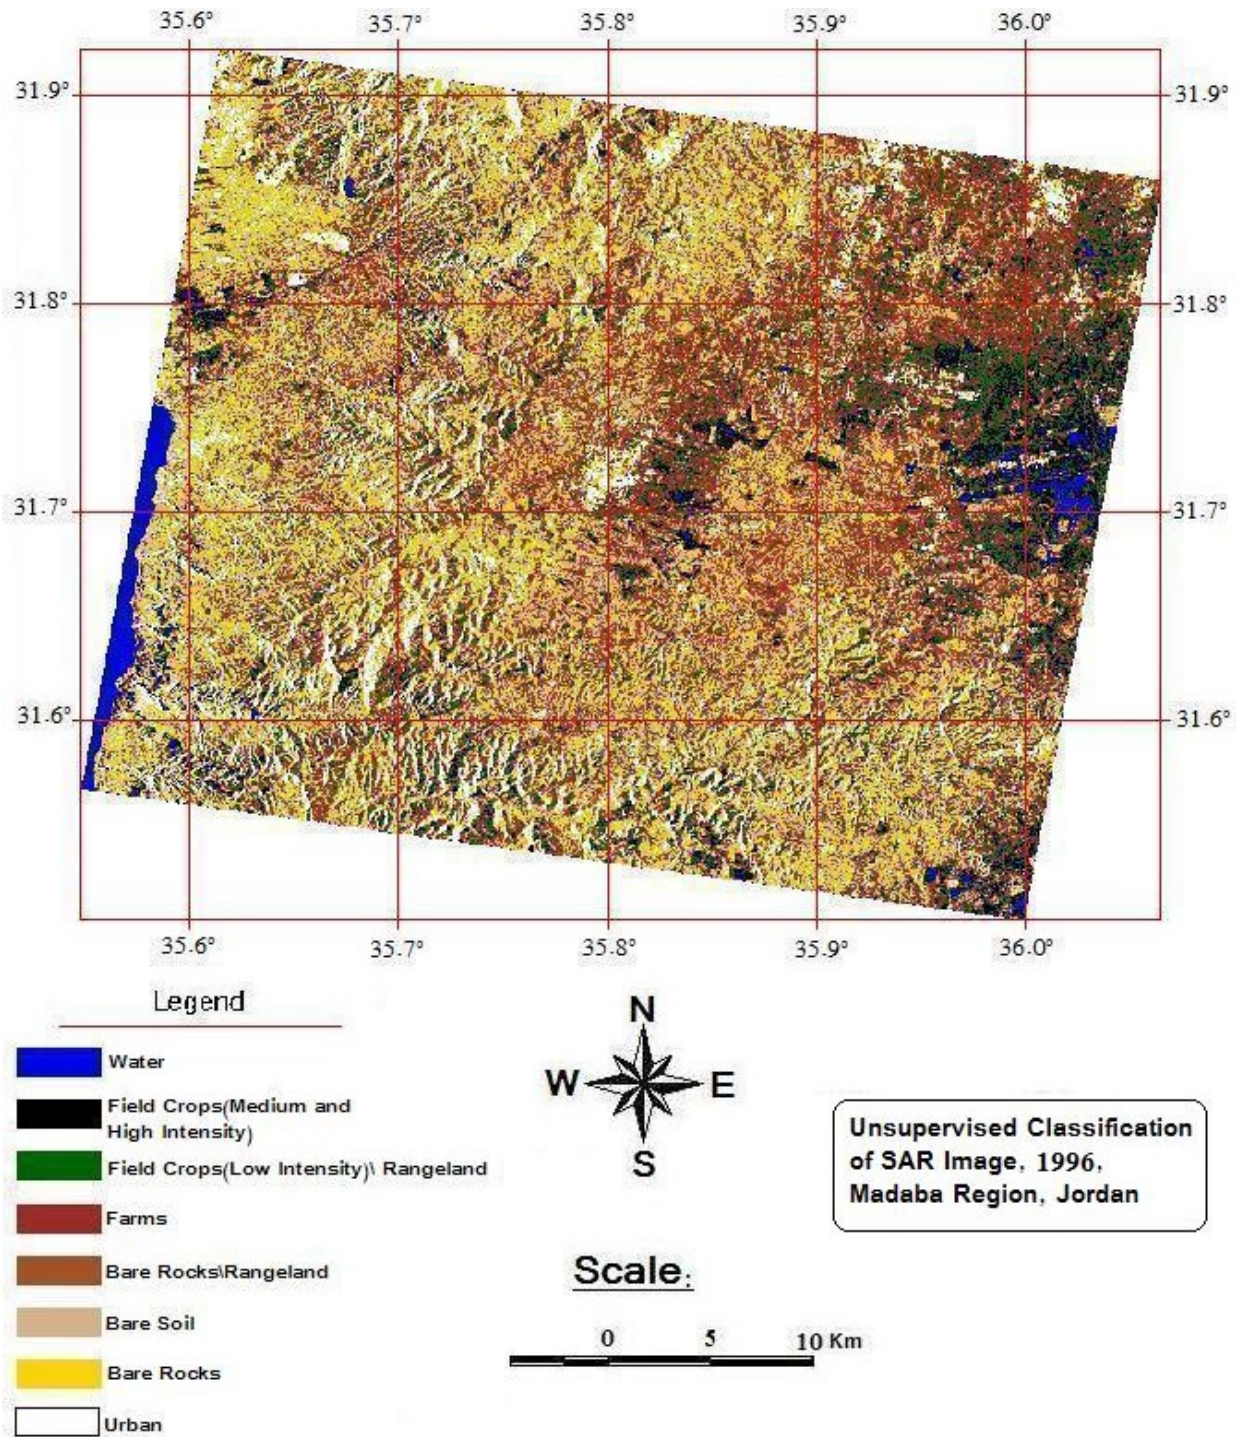 35.6° 35.7° 35.8° 35.9° 36.0°
31.9° 31.9°
31.8° 31.8°
31.7° 31.7°
31.6° 31.6°
35.6° 35.7° 35.8° 35.9° 36.0°
Legend
Water
Field Crops(Medium and
High Intensity)
Field Crops(Low Intensity)\ Rangeland
Farms
Bare Rocks\Rangeland
Bare Soil
Bare Rocks
Urban
N
W E
S
Scale:
0 5 10 Km
Unsupervised Classification
of SAR Image, 1996,
Madaba Region, Jordan